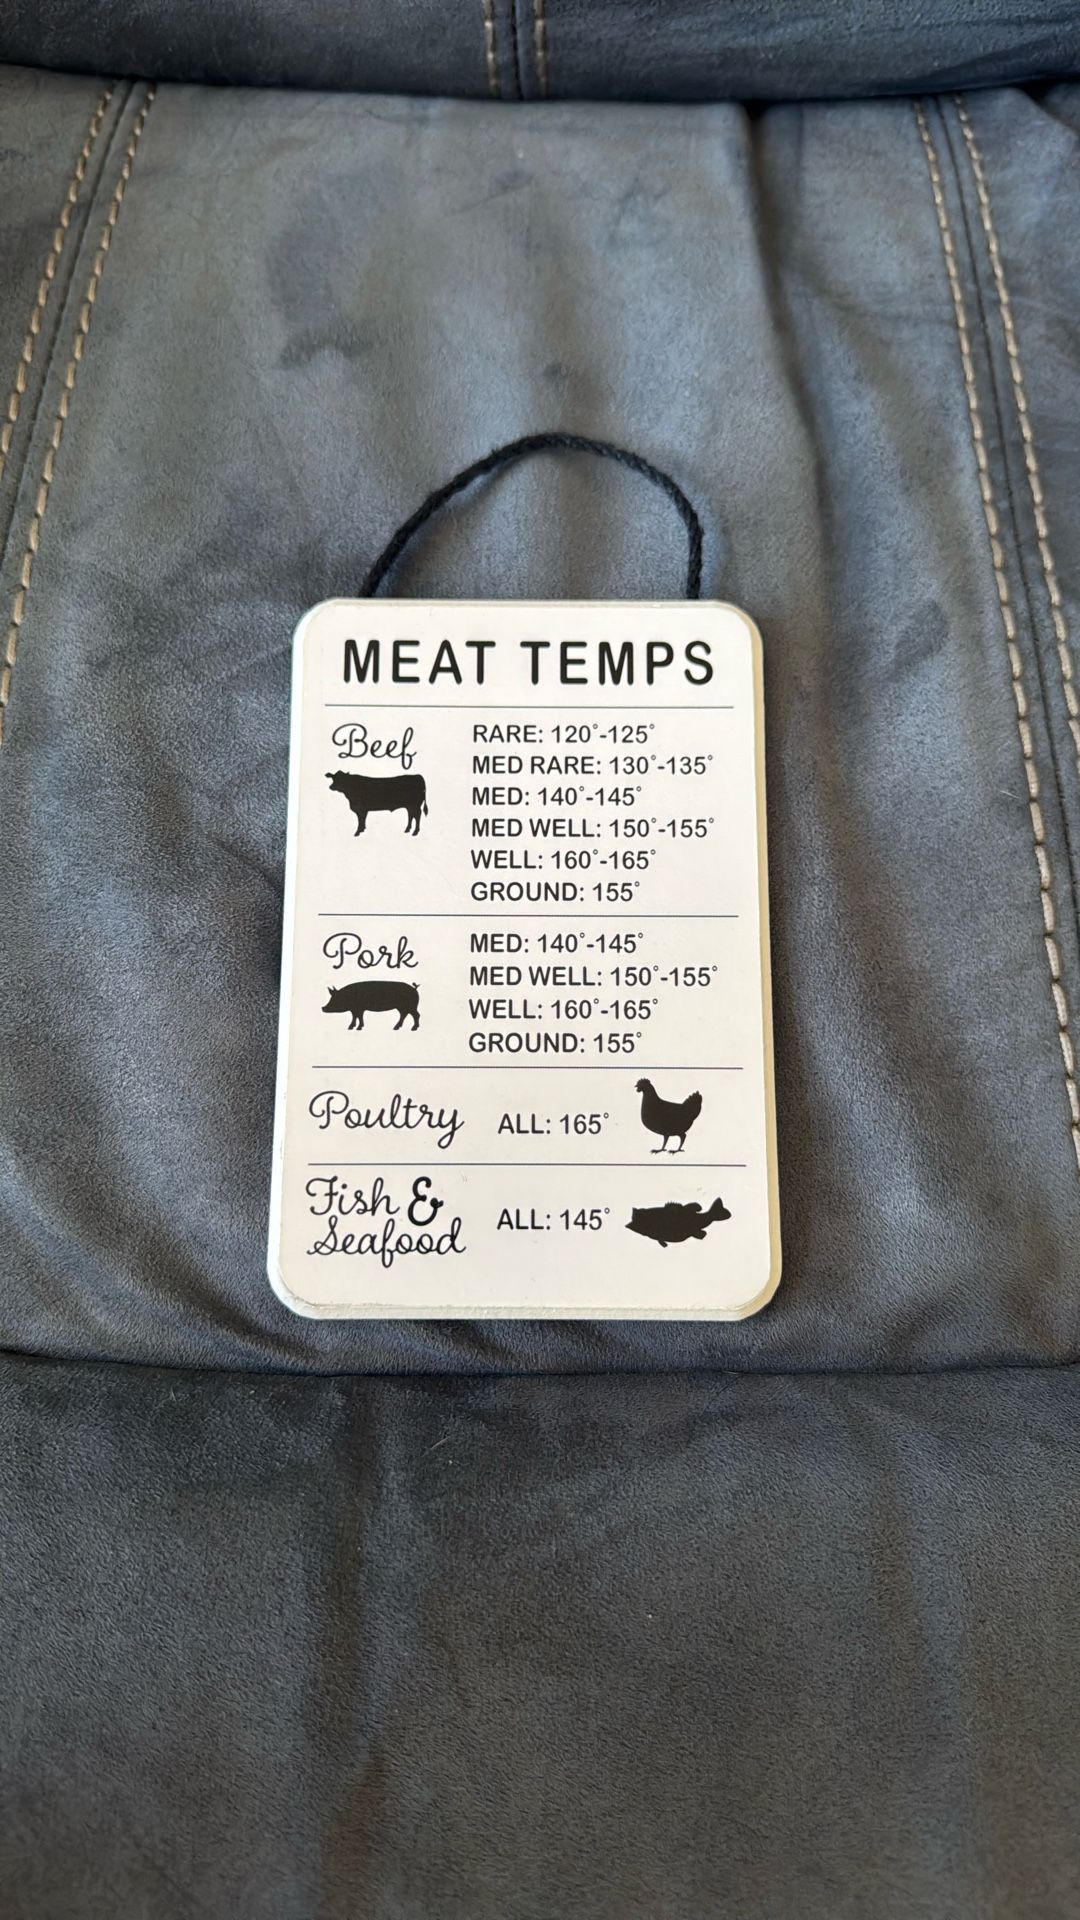 MEAT TEMPS
Beef
RARE: 120°-125°
MED RARE: 130°-135°
MED: 140°-145°
MED WELL: 150°-155°
WELL: 160°-165°
GROUND: 155°
Pork
MED: 140°-145°
MED WELL: 150°-155°
WELL: 160°-165°
GROUND: 155°
Poultry ALL: 165°
Fish &
Seafood
ALL: 145°